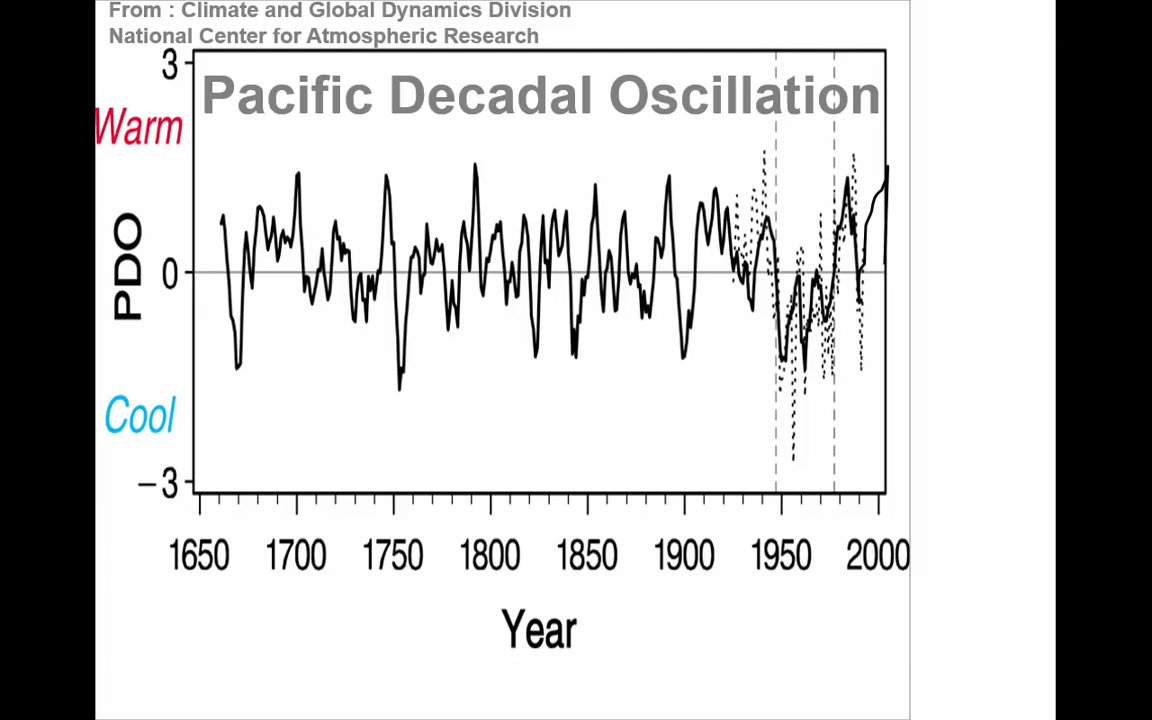 From : Climate and Global Dynamics Division
National Center for Atmospheric Research
Pacific Decadal Oscillation
3
Warm
PDO
0
Cool
−3
1650 1700 1750 1800 1850 1900 1950 2000
Year